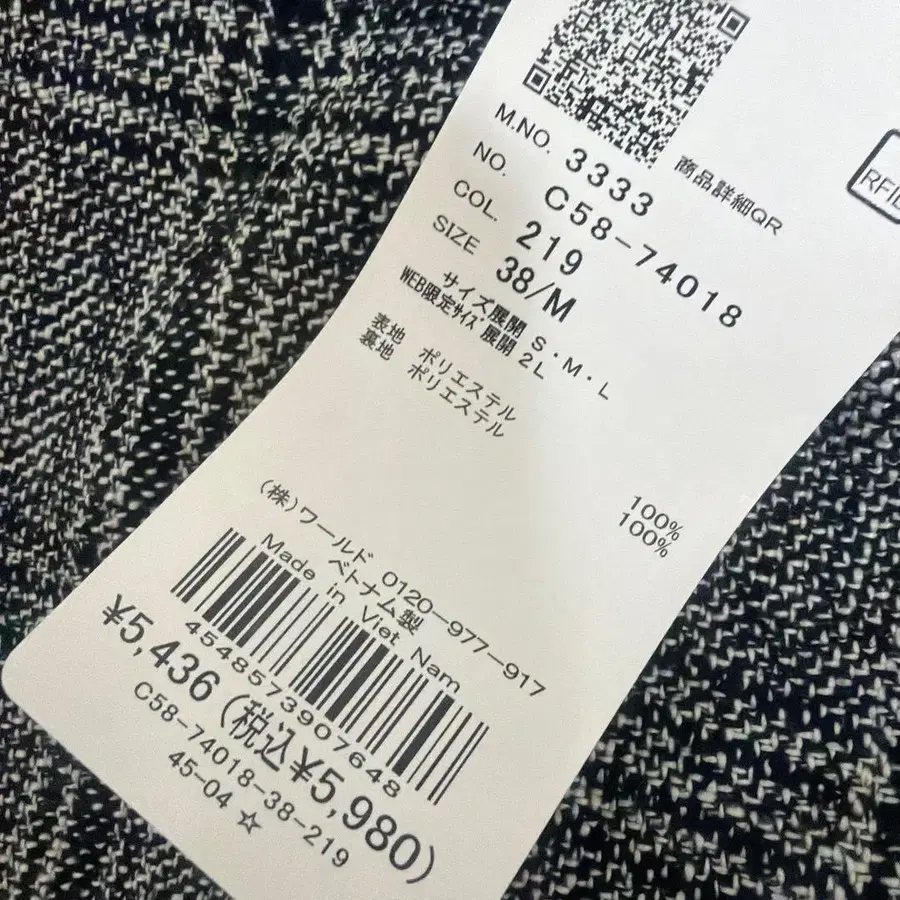 商品詳細QR
RFID
M.NO. 3333
NO. C58-74018
COL. 219
SIZE 38/M
サイズ展開 S・M・L
WEB限定サイズ展開 2L
表地 ポリエステル 100%
裏地 ポリエステル 100%
(株)ワールド 0120-977-917
ベトナム製
Made in Viet Nam
4548573907648
¥5,436(税込¥5,980)
C58-74018-38-219
45-04 ☆